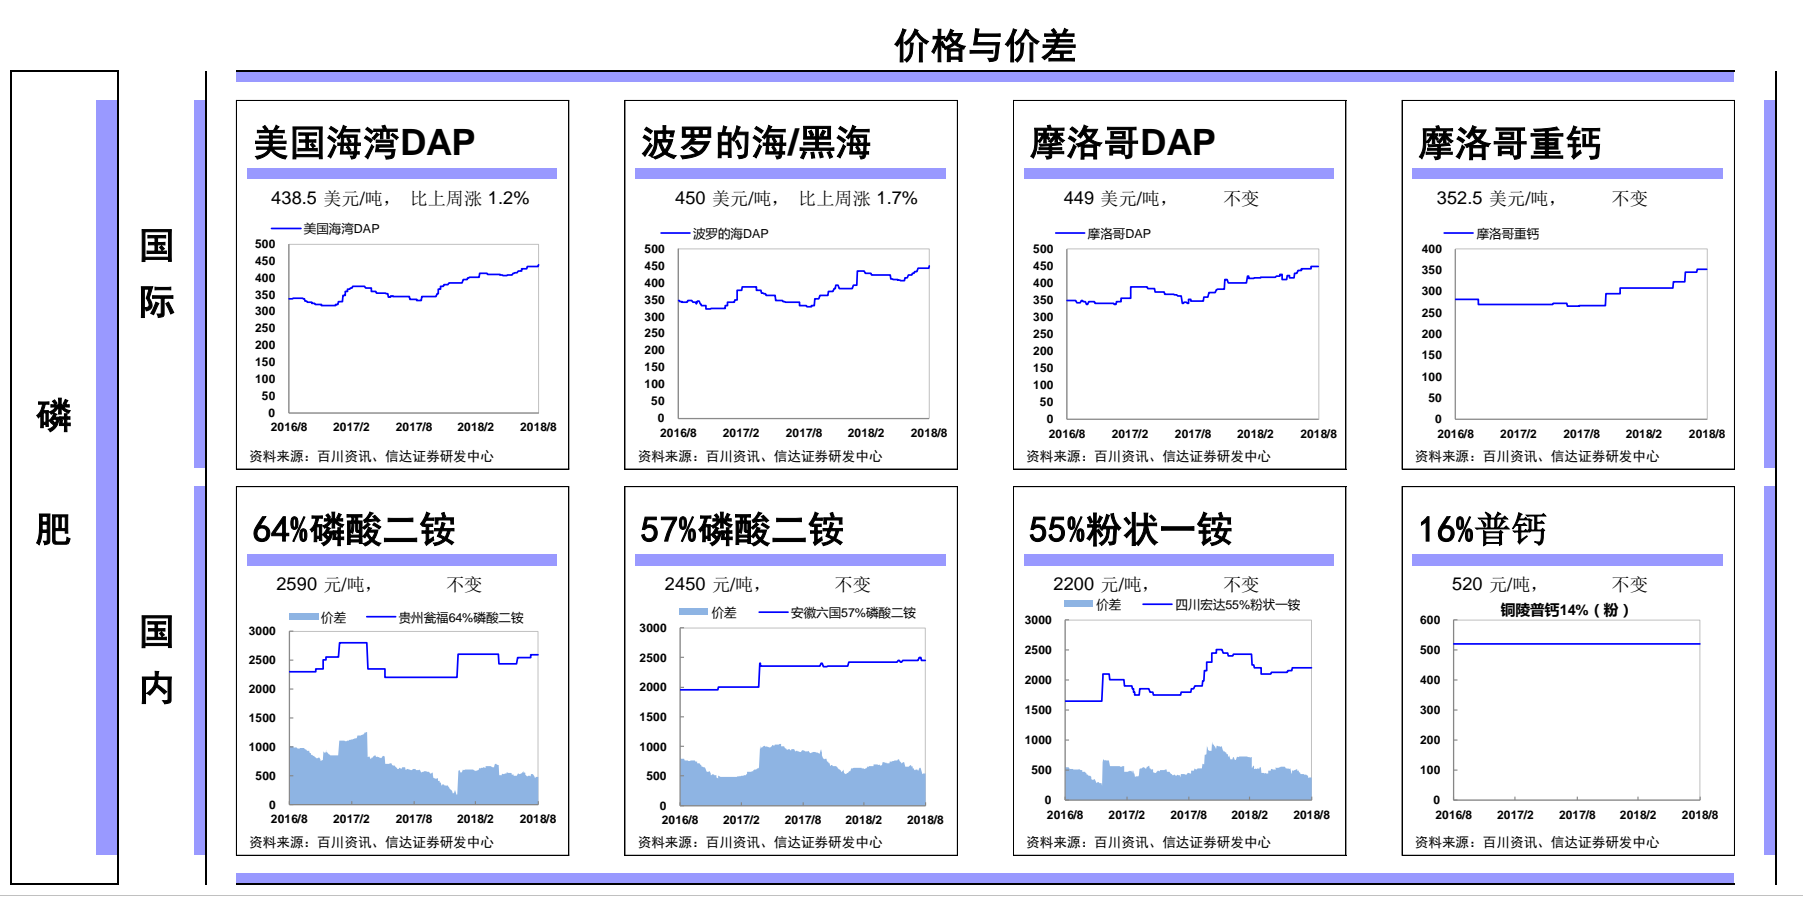 价格与价差
磷
肥
国
际
国
内
美国海湾DAP
438.5 美元/吨， 比上周涨 1.2%
美国海湾DAP
500
450
400
350
300
250
200
150
100
50
0
2016/8 2017/2 2017/8 2018/2 2018/8
资料来源：百川资讯、信达证券研发中心
波罗的海/黑海
450 美元/吨， 比上周涨 1.7%
波罗的海DAP
500
450
400
350
300
250
200
150
100
50
0
2016/8 2017/2 2017/8 2018/2 2018/8
资料来源：百川资讯、信达证券研发中心
摩洛哥DAP
449 美元/吨， 不变
摩洛哥DAP
500
450
400
350
300
250
200
150
100
50
0
2016/8 2017/2 2017/8 2018/2 2018/8
资料来源：百川资讯、信达证券研发中心
摩洛哥重钙
352.5 美元/吨， 不变
摩洛哥重钙
400
350
300
250
200
150
100
50
0
2016/8 2017/2 2017/8 2018/2 2018/8
资料来源：百川资讯、信达证券研发中心
64%磷酸二铵
2590 元/吨， 不变
价差 贵州瓮福64%磷酸二铵
3000
2500
2000
1500
1000
500
0
2016/8 2017/2 2017/8 2018/2 2018/8
资料来源：百川资讯、信达证券研发中心
57%磷酸二铵
2450 元/吨， 不变
价差 安徽六国57%磷酸二铵
3000
2500
2000
1500
1000
500
0
2016/8 2017/2 2017/8 2018/2 2018/8
资料来源：百川资讯、信达证券研发中心
55%粉状一铵
2200 元/吨， 不变
价差 四川宏达55%粉状一铵
3000
2500
2000
1500
1000
500
0
2016/8 2017/2 2017/8 2018/2 2018/8
资料来源：百川资讯、信达证券研发中心
16%普钙
520 元/吨， 不变
铜陵普钙14%（粉）
600
500
400
300
200
100
0
2016/8 2017/2 2017/8 2018/2 2018/8
资料来源：百川资讯、信达证券研发中心